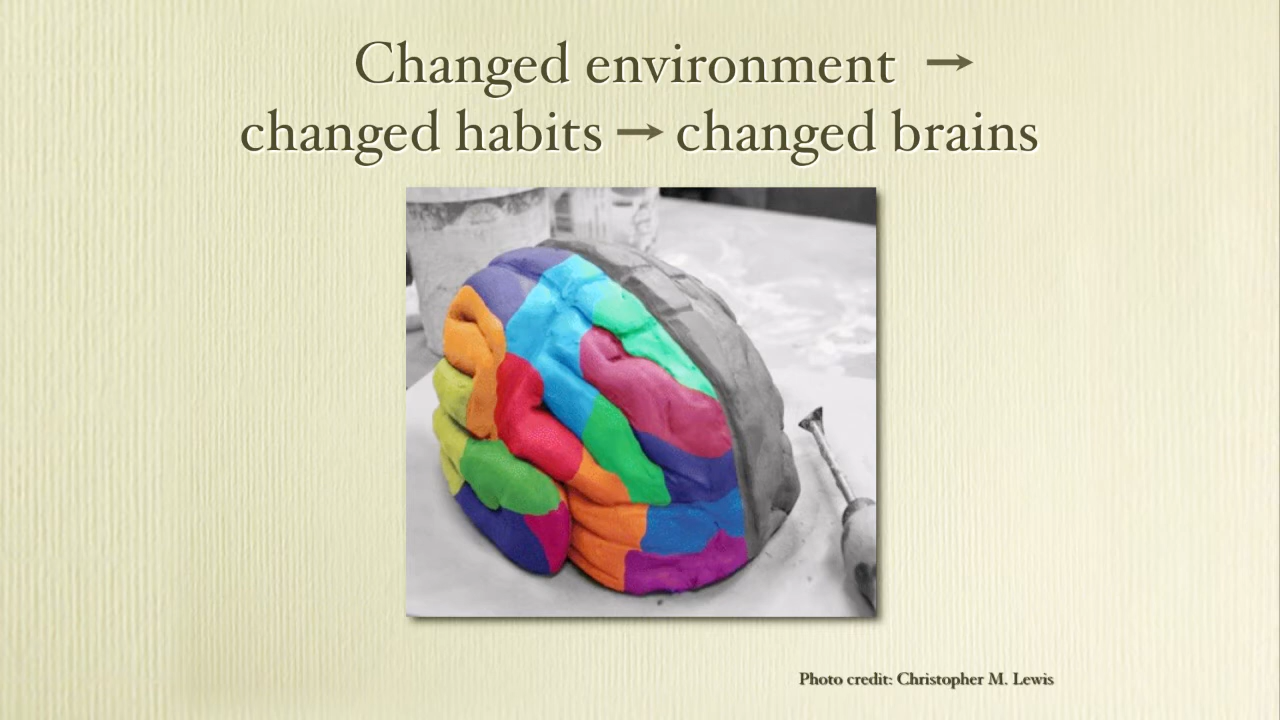 Changed environment →
changed habits → changed brains
Photo credit: Christopher M. Lewis